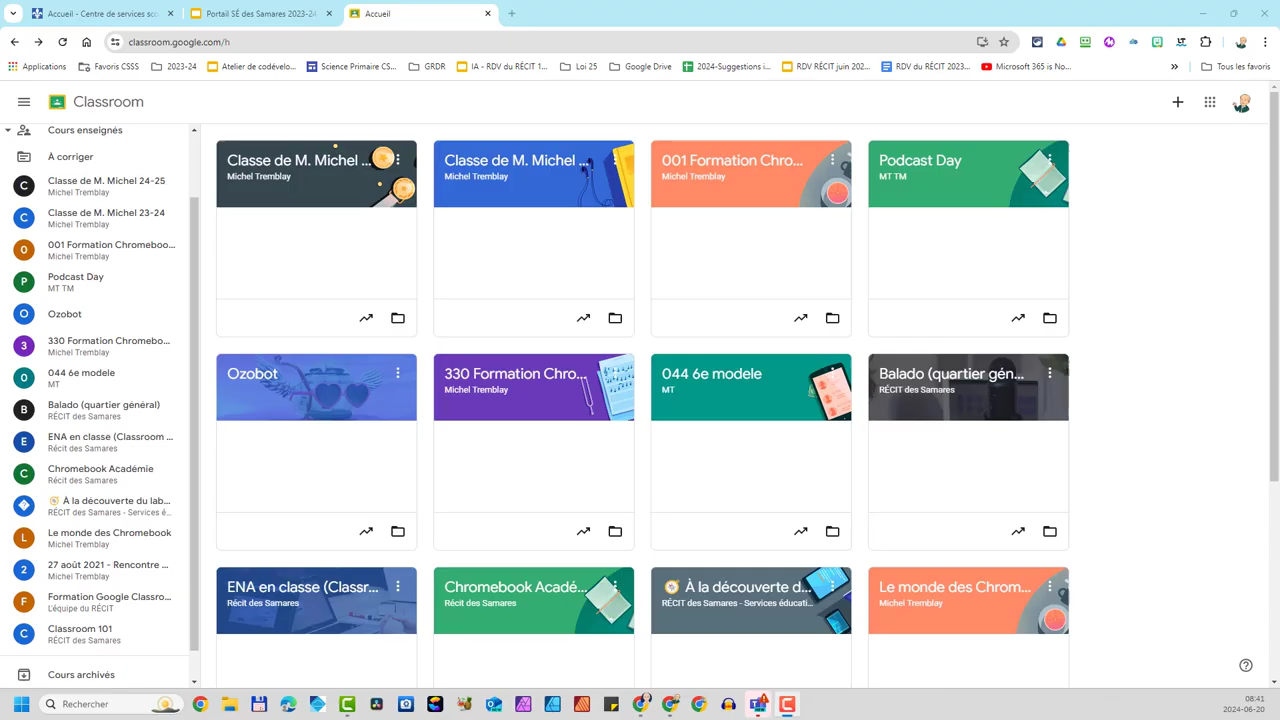 Accueil - Centre de services sco
Portail SÉ des Samares 2023-24
Accueil
classroom.google.com/h
Applications
Favoris CSSS
2023-24
Atelier de codévelo...
Science Primaire CS...
GRDR
IA - RDV du RÉCIT 1...
Loi 25
Google Drive
2024-Suggestions i...
RDV RÉCIT juin 202...
RDV du RÉCIT 2023...
Microsoft 365 is No...
»
Tous les favoris
Classroom
Cours enseignés
À corriger
C
Classe de M. Michel 24-25
Michel Tremblay
C
Classe de M. Michel 23-24
Michel Tremblay
0
001 Formation Chromeboo...
Michel Tremblay
P
Podcast Day
MT TM
O
Ozobot
3
330 Formation Chromebo...
Michel Tremblay
0
044 6e modele
MT
B
Balado (quartier général)
RÉCIT des Samares
E
ENA en classe (Classroom ...
Récit des Samares
C
Chromebook Académie
Récit des Samares
À la découverte du lab...
RÉCIT des Samares - Services é...
L
Le monde des Chromebook
Michel Tremblay
2
27 août 2021 - Rencontre ...
Michel Tremblay
F
Formation Google Classro...
L'équipe du RÉCIT
C
Classroom 101
RÉCIT des Samares
Cours archivés
Classe de M. Michel ...
Michel Tremblay
Classe de M. Michel ...
Michel Tremblay
001 Formation Chro...
Michel Tremblay
Podcast Day
MT TM
Ozobot
330 Formation Chro...
Michel Tremblay
044 6e modele
MT
Balado (quartier gén...
RÉCIT des Samares
ENA en classe (Classr...
Récit des Samares
Chromebook Acadé...
Récit des Samares
À la découverte d...
RÉCIT des Samares - Services éducati...
Le monde des Chrom...
Michel Tremblay
Rechercher
08:41
2024-06-20